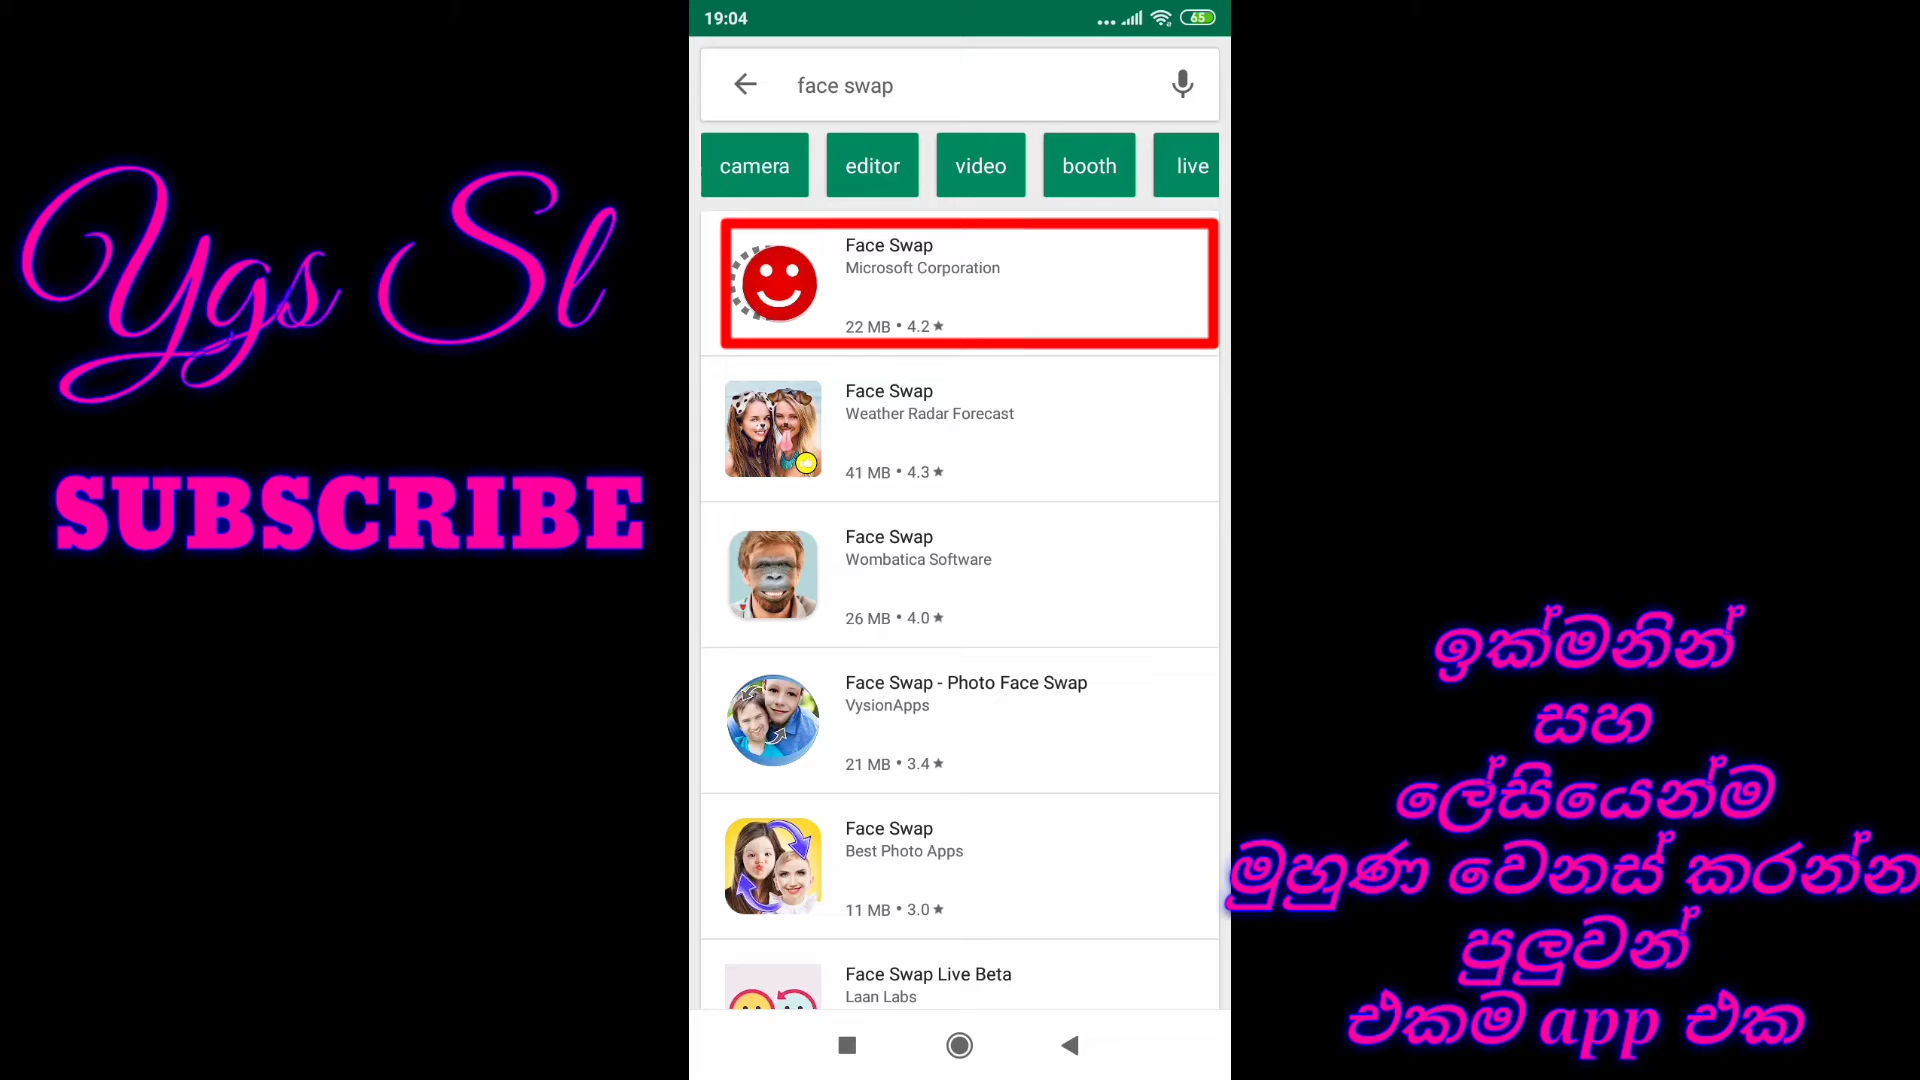 Ygs Sl
SUBSCRIBE
19:04
65
face swap
camera
editor
video
booth
live
Face Swap
Microsoft Corporation
22 MB • 4.2 ★
Face Swap
Weather Radar Forecast
41 MB • 4.3 ★
Face Swap
Wombatica Software
26 MB • 4.0 ★
Face Swap - Photo Face Swap
VysionApps
21 MB • 3.4 ★
Face Swap
Best Photo Apps
11 MB • 3.0 ★
Face Swap Live Beta
Laan Labs
ඉක්මනින්
සහ
ලේසියෙන්ම
මුහුණ වෙනස් කරන්න
පුලුවන්
එකම app එක